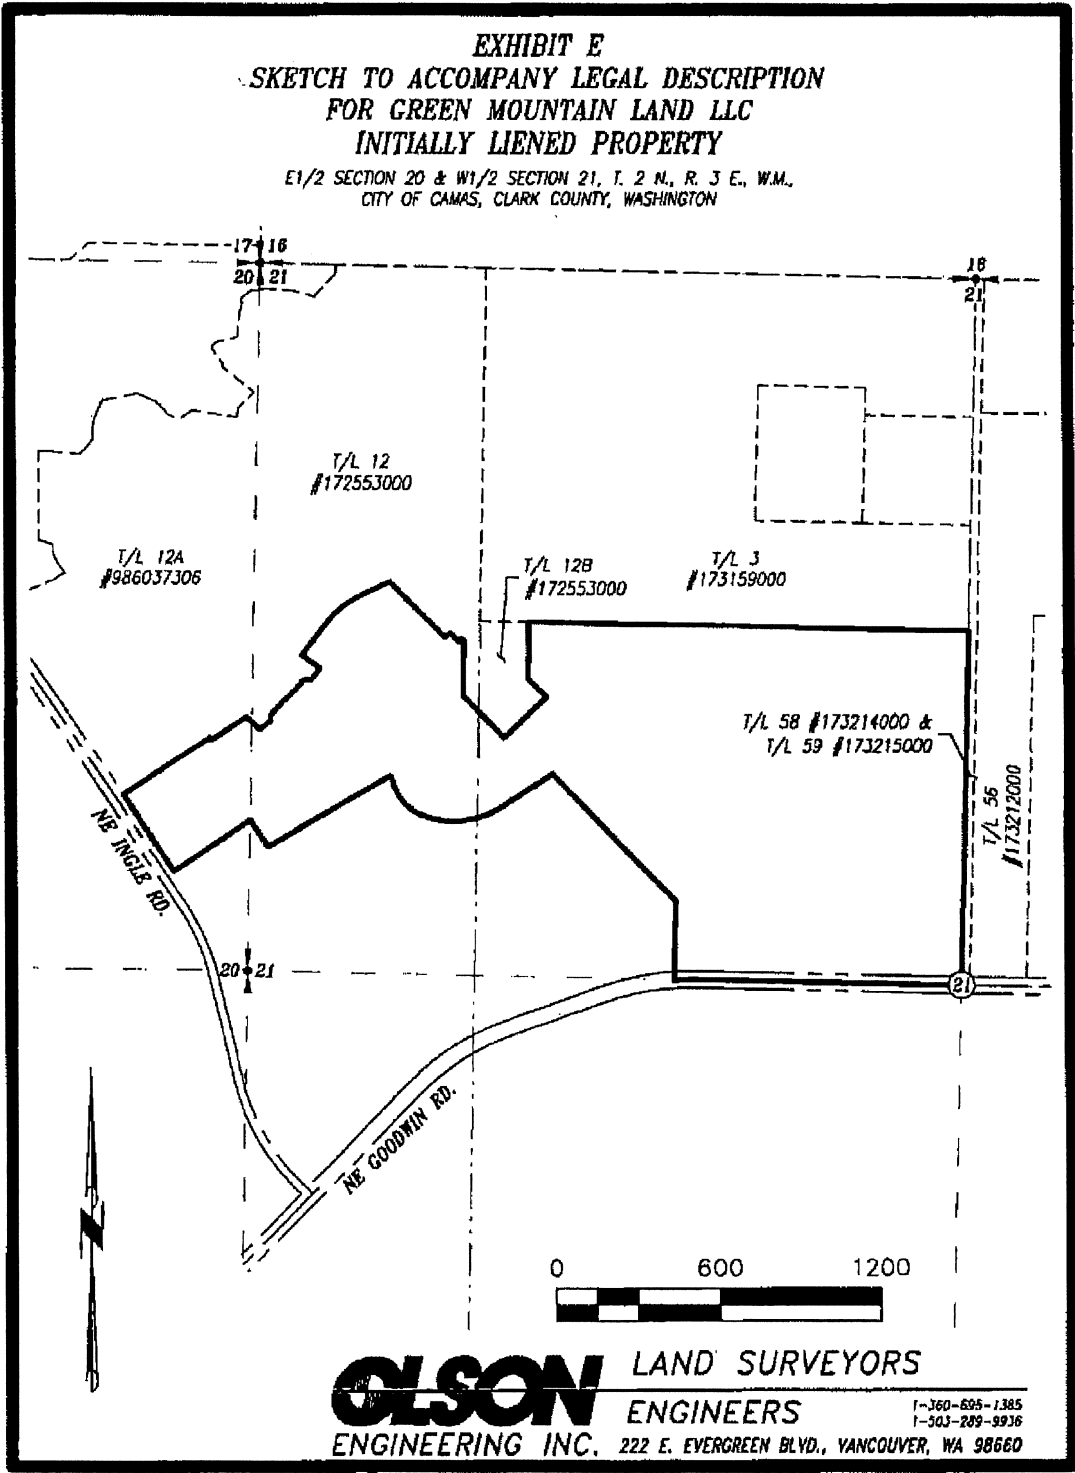 EXHIBIT E
SKETCH TO ACCOMPANY LEGAL DESCRIPTION
FOR GREEN MOUNTAIN LAND LLC
INITIALLY LIENED PROPERTY
E1/2 SECTION 20 & W1/2 SECTION 21, T. 2 N., R. 3 E., W.M.,
CITY OF CAMAS, CLARK COUNTY, WASHINGTON
17 16
20 21
16
21
T/L 12
#172553000
T/L 12A
#986037306
T/L 12B
#172553000
T/L 3
#173159000
T/L 58 #173214000 &
T/L 59 #173215000
T/L 56
#173212000
NE INGLE RD.
20 21
21
NE GOODWIN RD.
N
0 600 1200
OLSON
ENGINEERING INC.
LAND SURVEYORS
ENGINEERS
1-360-695-1385
1-503-289-9936
222 E. EVERGREEN BLVD., VANCOUVER, WA 98660